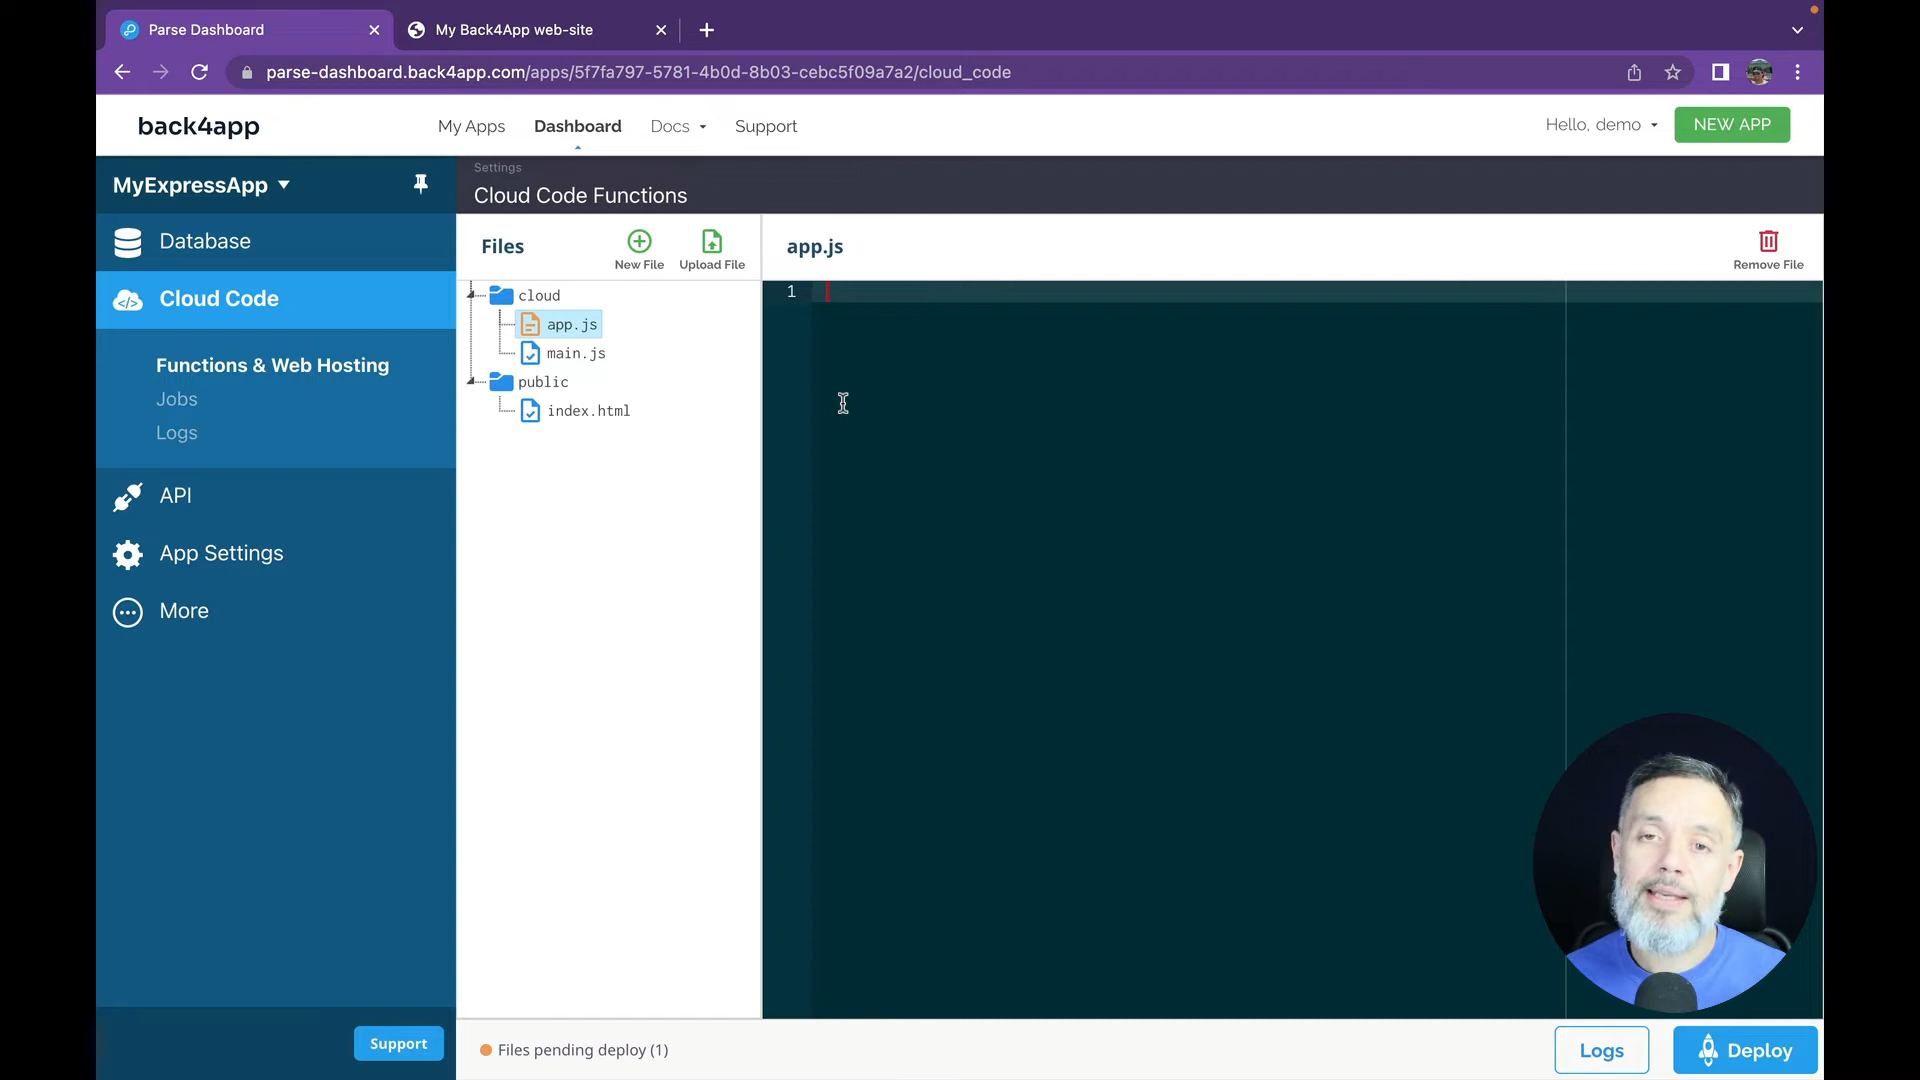 Parse Dashboard
My Back4App web-site
parse-dashboard.back4app.com/apps/5f7fa797-5781-4b0d-8b03-cebc5f09a7a2/cloud_code
back4app
My Apps
Dashboard
Docs
Support
Hello, demo
NEW APP
MyExpressApp
Settings
Cloud Code Functions
Database
Cloud Code
Functions & Web Hosting
Jobs
Logs
API
App Settings
More
Support
Files
New File
Upload File
cloud
app.js
main.js
public
index.html
app.js
Remove File
1
Files pending deploy (1)
Logs
Deploy